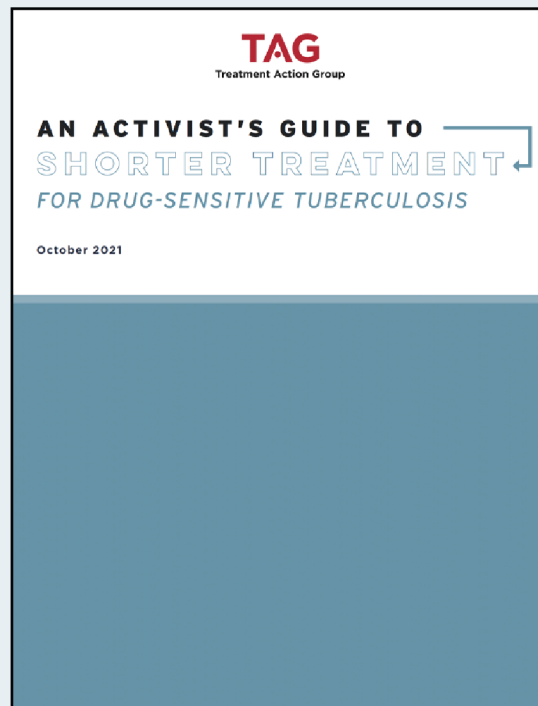 TAG
Treatment Action Group
AN ACTIVIST'S GUIDE TO
SHORTER TREATMENT
FOR DRUG-SENSITIVE TUBERCULOSIS
October 2021